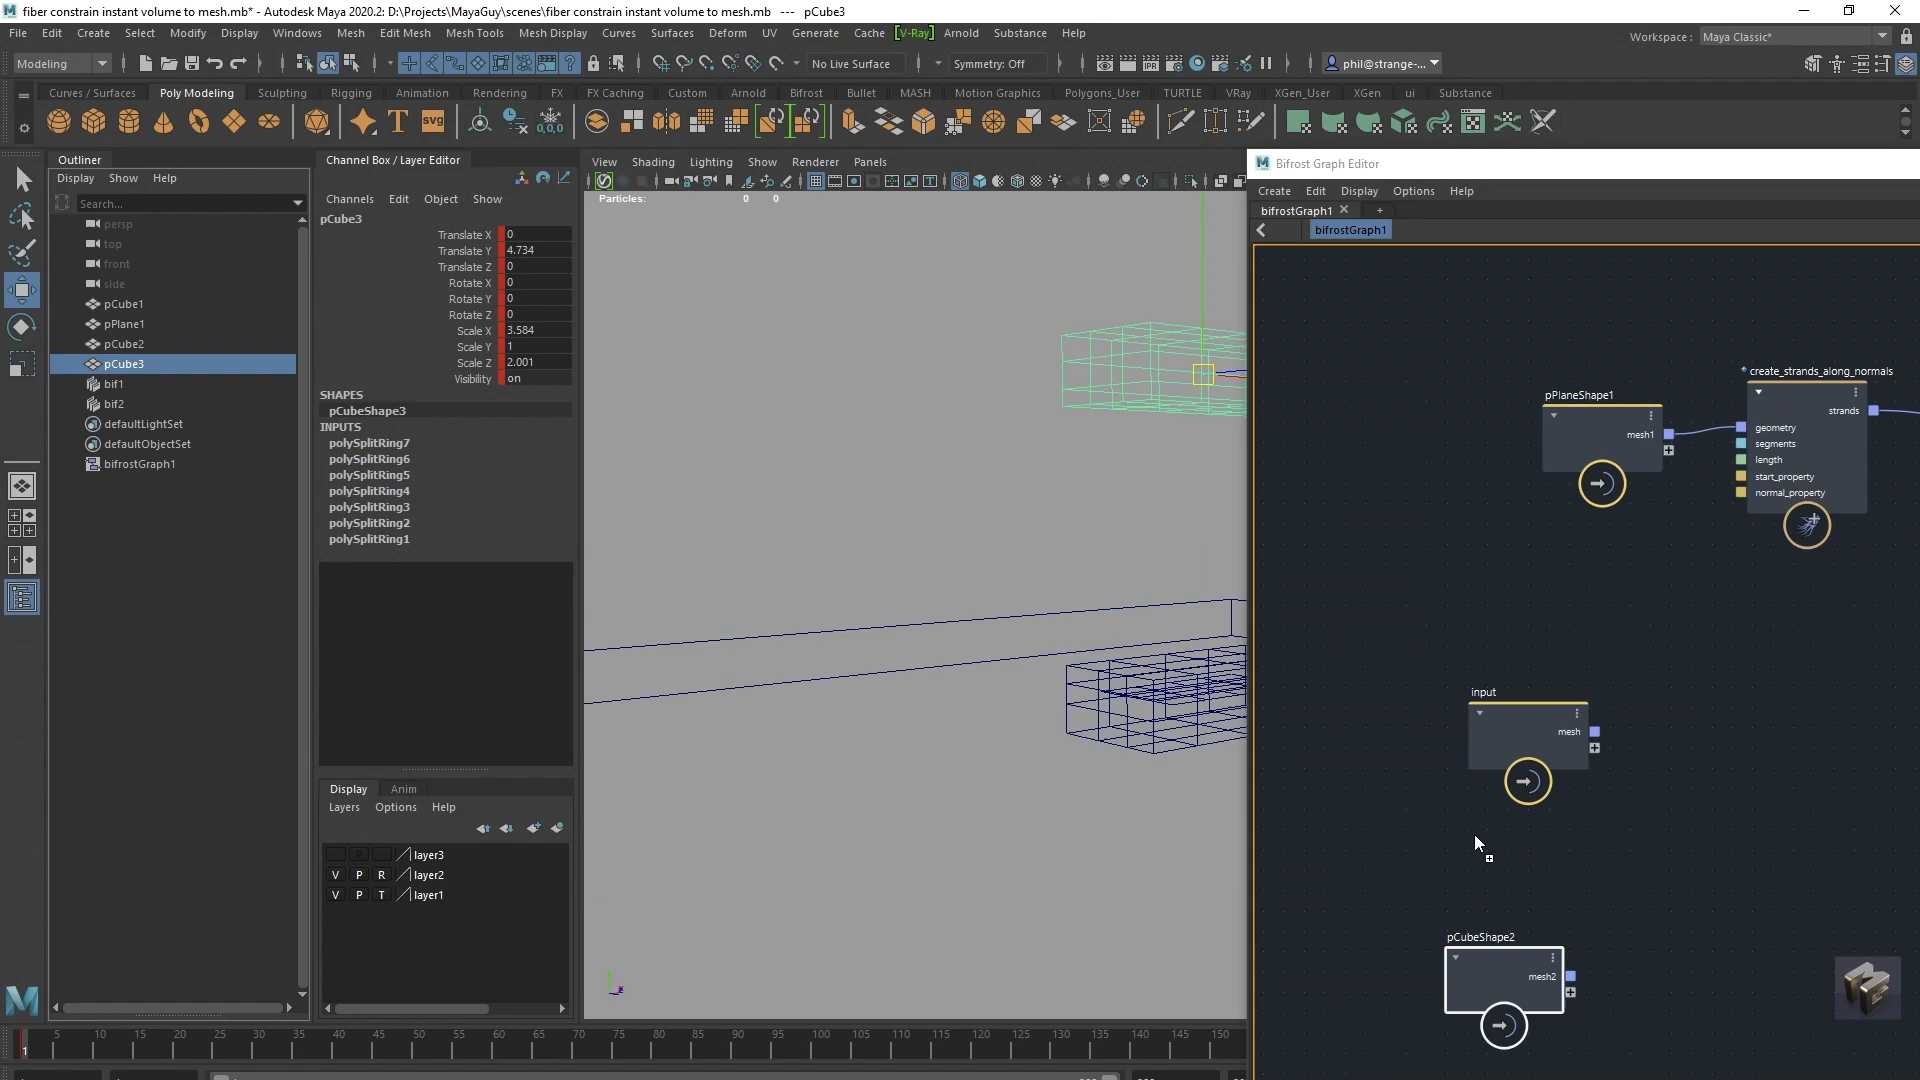 fiber constrain instant volume to mesh.mb* - Autodesk Maya 2020.2: D:\Projects\MayaGuy\scenes\fiber constrain instant volume to mesh.mb --- pCube3
File Edit Create Select Modify Display Windows Mesh Edit Mesh Mesh Tools Mesh Display Curves Surfaces Deform UV Generate Cache [V-Ray] Arnold Substance Help
Workspace : Maya Classic*
Modeling
No Live Surface
Symmetry: Off
phil@strange-...
Curves / Surfaces Poly Modeling Sculpting Rigging Animation Rendering FX FX Caching Custom Arnold Bifrost Bullet MASH Motion Graphics Polygons_User TURTLE VRay XGen_User XGen ui Substance
T svg 0,0,0
Outliner
Display Show Help
Search...
persp
top
front
side
pCube1
pPlane1
pCube2
pCube3
bif1
bif2
defaultLightSet
defaultObjectSet
bifrostGraph1
Channel Box / Layer Editor
Channels Edit Object Show
pCube3
Translate X 0
Translate Y 4.734
Translate Z 0
Rotate X 0
Rotate Y 0
Rotate Z 0
Scale X 3.584
Scale Y 1
Scale Z 2.001
Visibility on
SHAPES
pCubeShape3
INPUTS
polySplitRing7
polySplitRing6
polySplitRing5
polySplitRing4
polySplitRing3
polySplitRing2
polySplitRing1
Display Anim
Layers Options Help
P layer3
V P R layer2
V P T layer1
View Shading Lighting Show Renderer Panels
Particles: 0 0
Bifrost Graph Editor
Create Edit Display Options Help
bifrostGraph1
bifrostGraph1
pPlaneShape1
mesh1
create_strands_along_normals
strands
geometry
segments
length
start_property
normal_property
input
mesh
pCubeShape2
mesh2
5 10 15 20 25 30 35 40 45 50 55 60 65 70 75 80 85 90 95 100 105 110 115 120 125 130 135 140 145 150
1